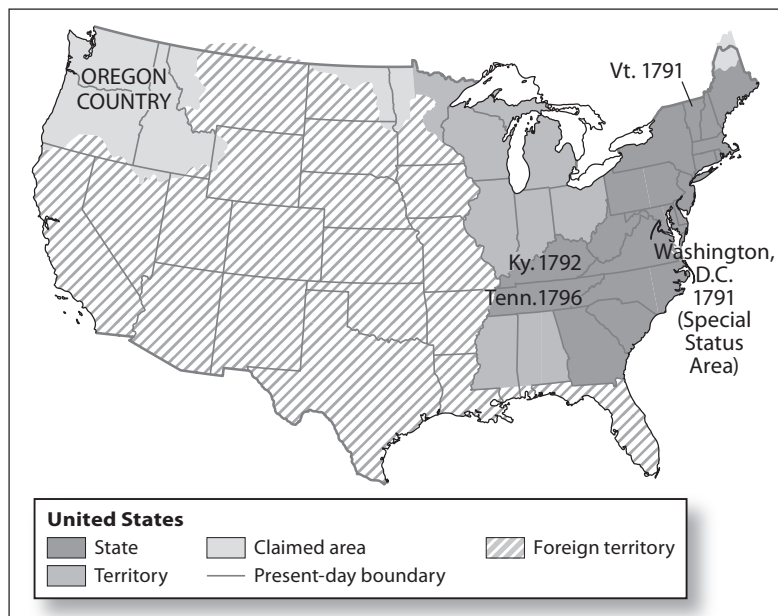 Vt. 1791
OREGON
COUNTRY
Ky. 1792
Tenn. 1796
Washington,
D.C.
1791
(Special
Status
Area)
United States
State
Claimed area
Foreign territory
Territory
Present-day boundary